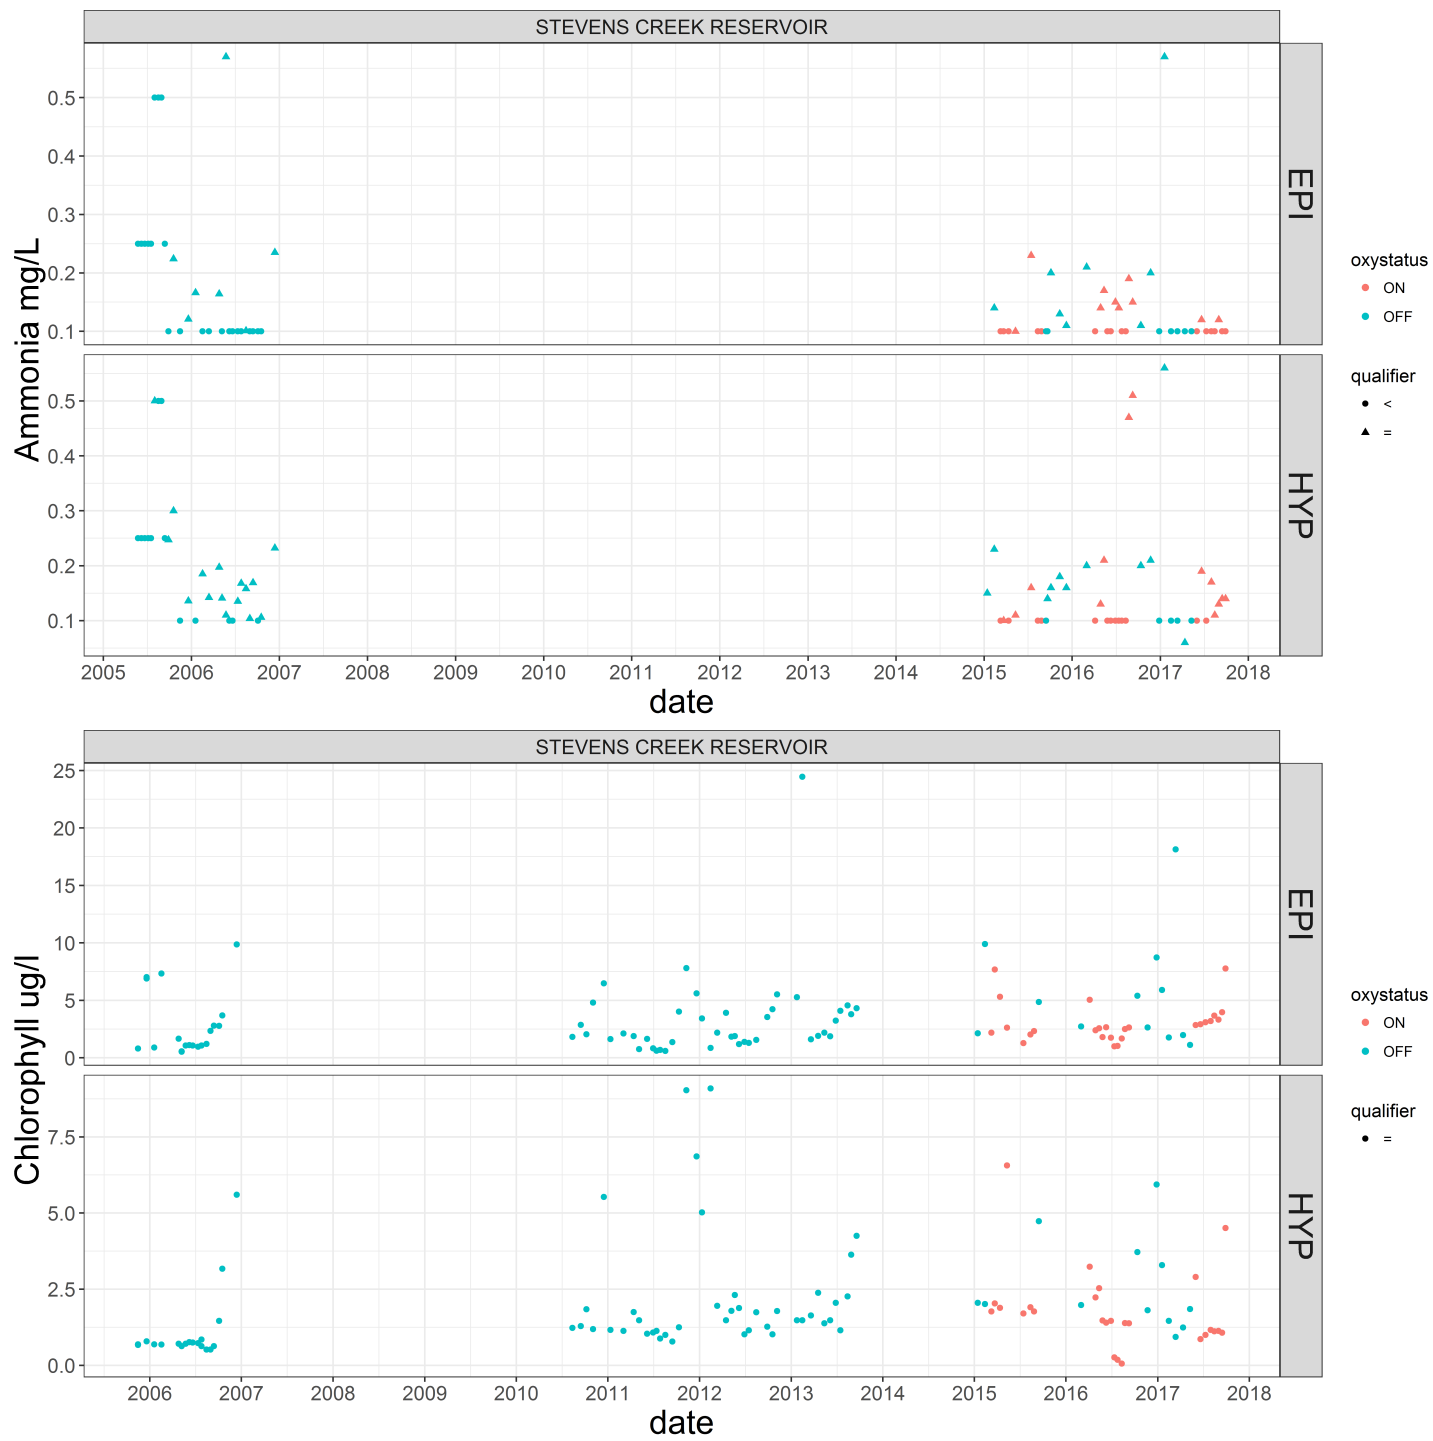 STEVENS CREEK RESERVOIR
Ammonia mg/L
0.5
0.4
0.3
0.2
0.1
EPI
0.5
0.4
0.3
0.2
0.1
HYP
2005 2006 2007 2008 2009 2010 2011 2012 2013 2014 2015 2016 2017 2018
date
oxystatus
ON
OFF
qualifier
<
=
STEVENS CREEK RESERVOIR
Chlorophyll ug/l
25
20
15
10
5
0
EPI
7.5
5.0
2.5
0.0
HYP
2006 2007 2008 2009 2010 2011 2012 2013 2014 2015 2016 2017 2018
date
oxystatus
ON
OFF
qualifier
=